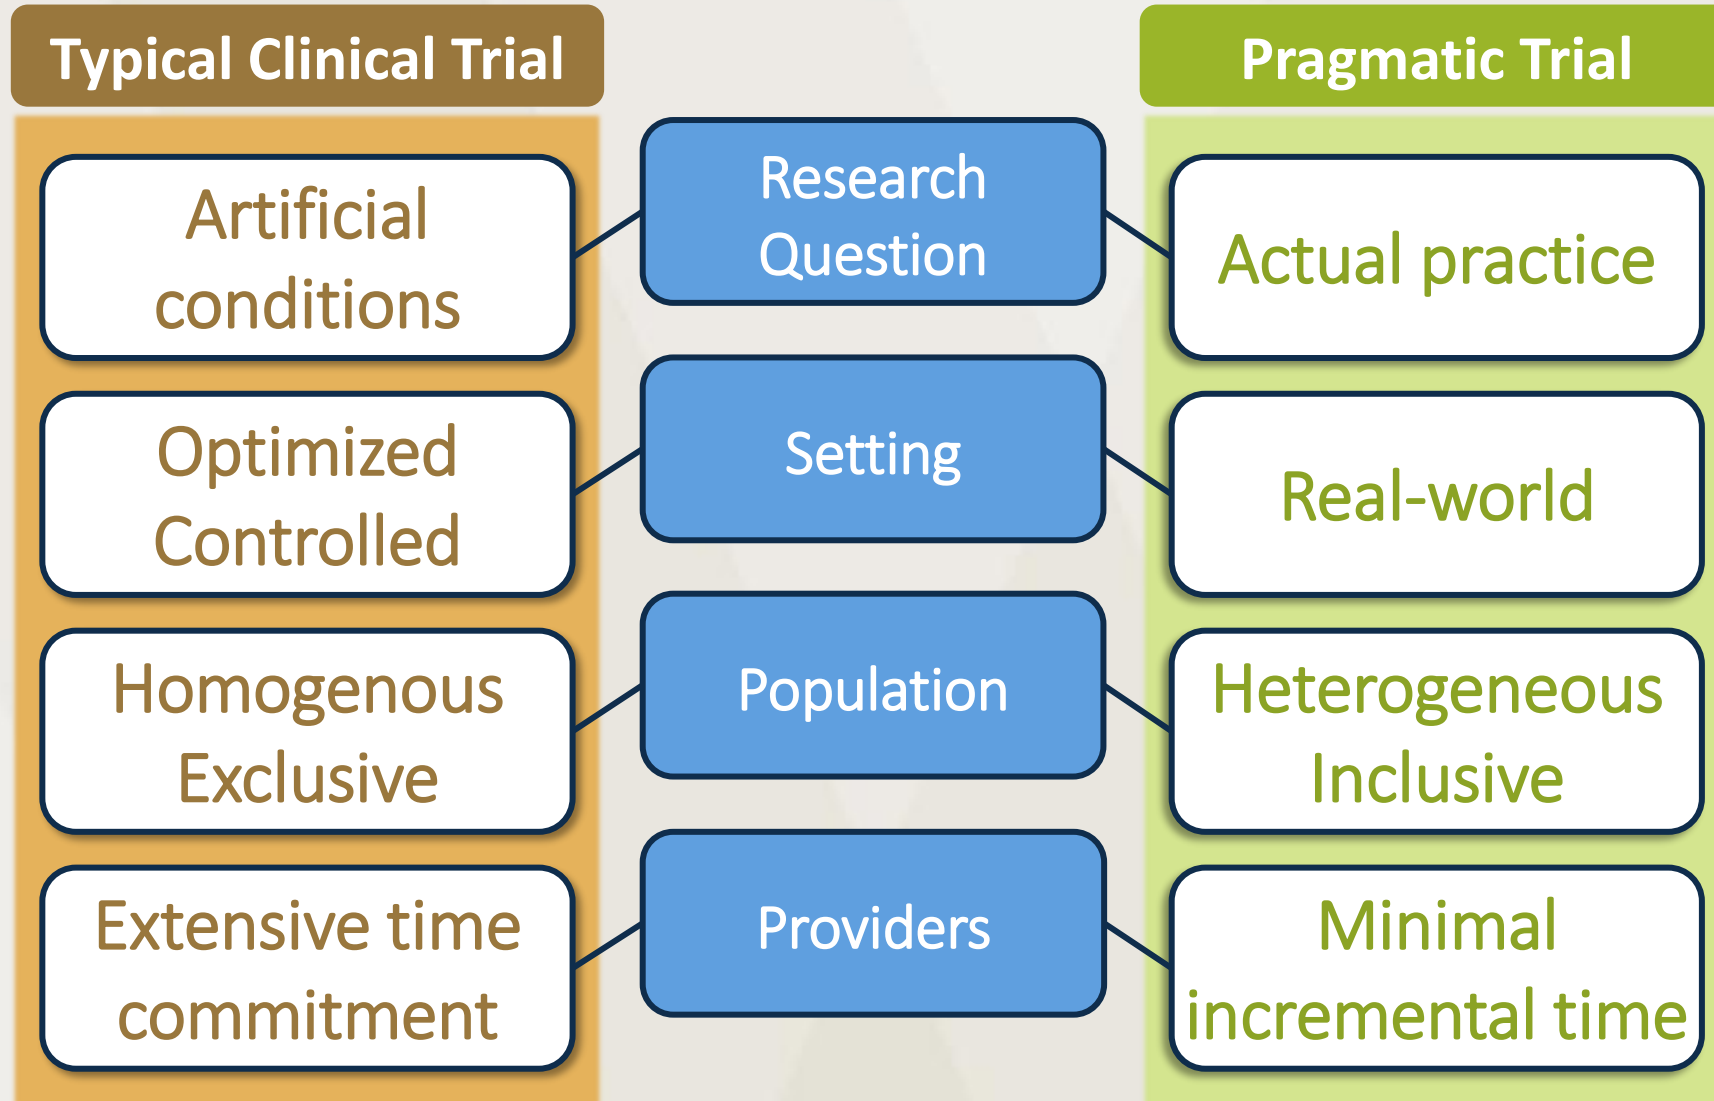 Typical Clinical Trial
Pragmatic Trial
Artificial
conditions
Research
Question
Actual practice
Optimized
Controlled
Setting
Real-world
Homogenous
Exclusive
Population
Heterogeneous
Inclusive
Extensive time
commitment
Providers
Minimal
incremental time